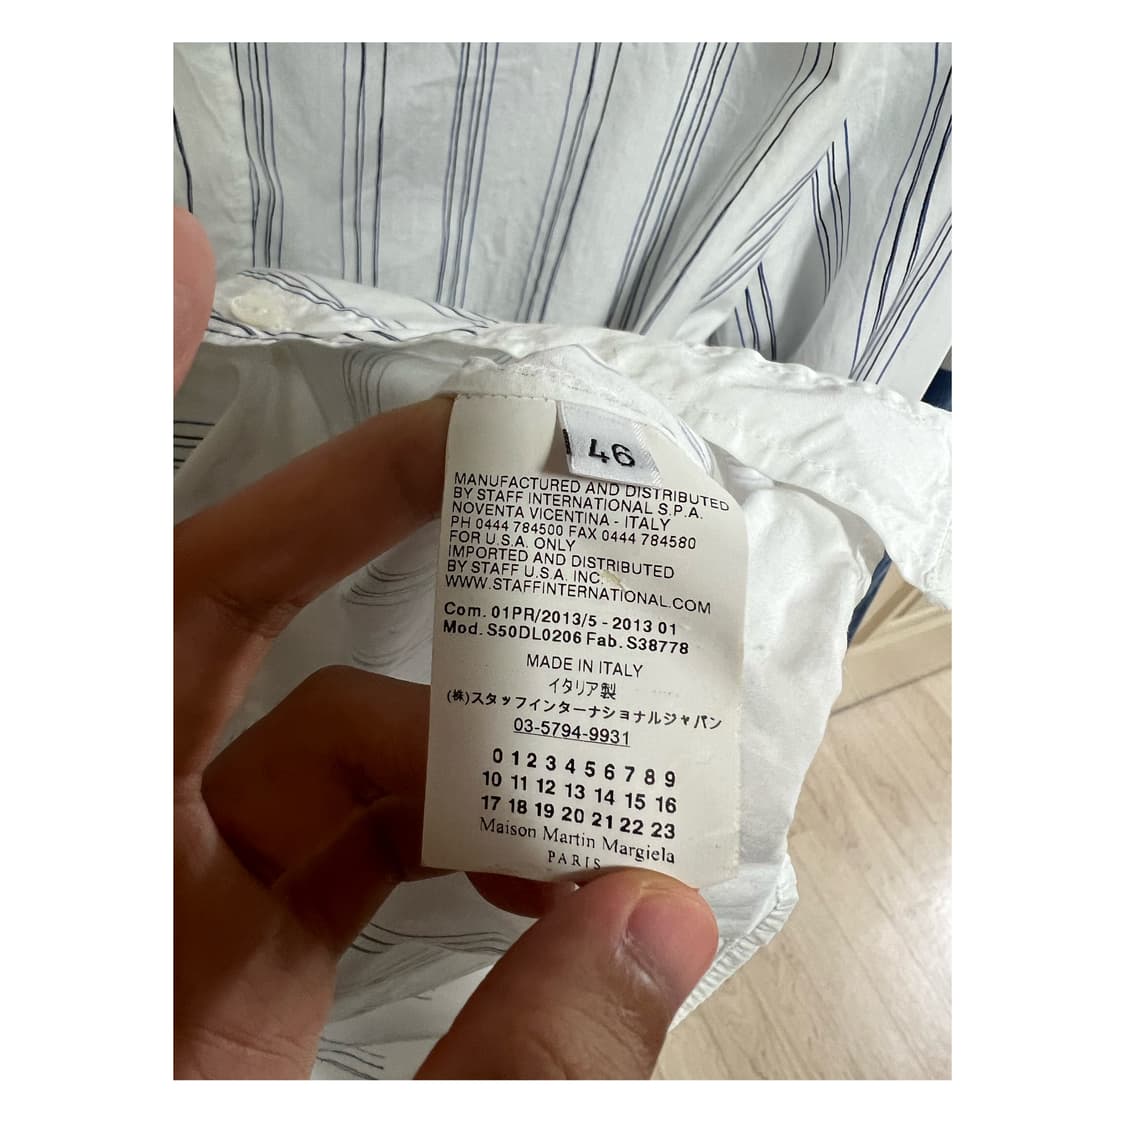 46
MANUFACTURED AND DISTRIBUTED
BY STAFF INTERNATIONAL S.P.A.
NOVENTA VICENTINA - ITALY
PH 0444 784500 FAX 0444 784580
FOR U.S.A. ONLY
IMPORTED AND DISTRIBUTED
BY STAFF U.S.A. INC.
WWW.STAFFINTERNATIONAL.COM
Com. 01PR/2013/5 - 2013 01
Mod. S50DL0206 Fab. S38778
MADE IN ITALY
イタリア製
(株)スタッフインターナショナルジャパン
03-5794-9931
0 1 2 3 4 5 6 7 8 9
10 11 12 13 14 15 16
17 18 19 20 21 22 23
Maison Martin Margiela
PARIS